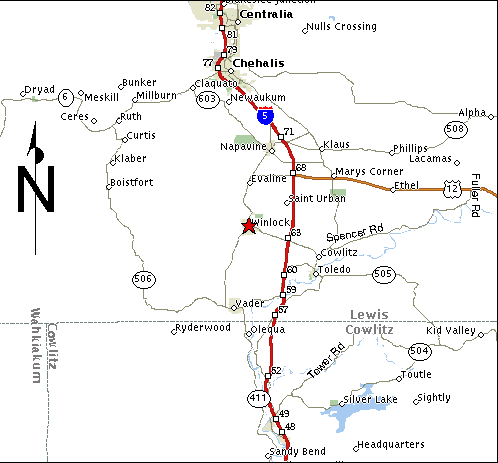 82
Centralia
Nulls Crossing
81
79
77
Chehalis
Bunker
Claquato
Dryad
6
Meskill
Millburn
603
Newaukum
Ceres
Ruth
5
Alpha
508
71
Curtis
Napavine
Klaus
Phillips
Lacamas
Klaber
68
Marys Corner
Boistfort
Evaline
Ethel
12
Fuller Rd
Saint Urban
N
Winlock
63
Spencer Rd
Cowlitz
60
Toledo
505
506
59
Vader
57
Lewis
Cowlitz
Wahkiakum
Cowlitz
Ryderwood
Olequa
Kid Valley
504
Tower Rd
52
Toutle
411
Silver Lake
Sightly
49
48
Headquarters
Sandy Bend